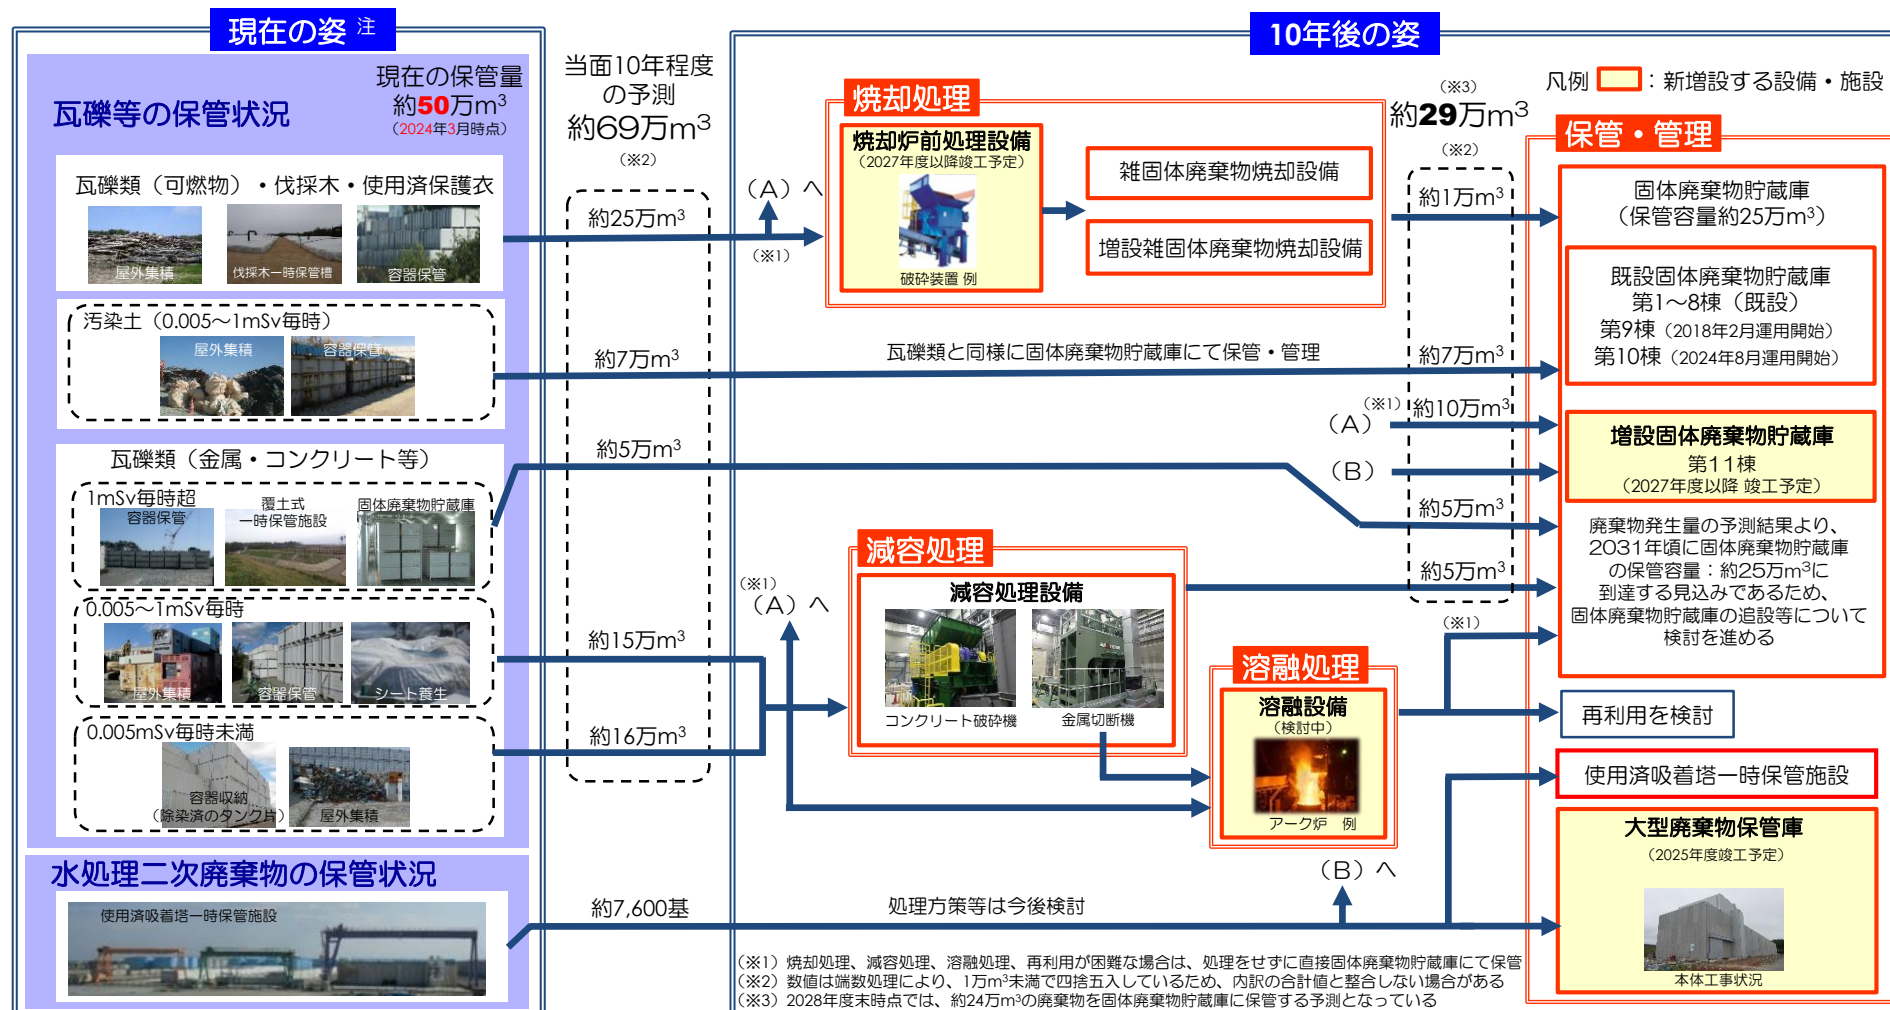 現在の姿 注
瓦礫等の保管状況
現在の保管量
約50万m³
（2024年3月時点）
瓦礫類（可燃物）・伐採木・使用済保護衣
屋外集積
伐採木一時保管槽
容器保管
汚染土（0.005～1mSv毎時）
屋外集積
容器保管
瓦礫類（金属・コンクリート等）
1mSv毎時超
容器保管
覆土式
一時保管施設
固体廃棄物貯蔵庫
0.005～1mSv毎時
屋外集積
容器保管
シート養生
0.005mSv毎時未満
容器収納
（除染済のタンク片）
屋外集積
水処理二次廃棄物の保管状況
使用済吸着塔一時保管施設
当面10年程度
の予測
約69万m³
（※2）
約25万m³
約7万m³
約5万m³
約15万m³
約16万m³
約7,600基
10年後の姿
凡例 ：新増設する設備・施設
（A）へ
（※1）
焼却処理
焼却炉前処理設備
（2027年度以降竣工予定）
破砕装置 例
雑固体廃棄物焼却設備
増設雑固体廃棄物焼却設備
瓦礫類と同様に固体廃棄物貯蔵庫にて保管・管理
（※1）
（A）へ
減容処理
減容処理設備
コンクリート破砕機
金属切断機
溶融処理
溶融設備
（検討中）
アーク炉 例
（B）へ
処理方策等は今後検討
（※3）
約29万m³
（※2）
約1万m³
約7万m³
（※1）
（A）
約10万m³
（B）
約5万m³
約5万m³
（※1）
保管・管理
固体廃棄物貯蔵庫
（保管容量約25万m³）
既設固体廃棄物貯蔵庫
第1～8棟（既設）
第9棟（2018年2月運用開始）
第10棟（2024年8月運用開始）
増設固体廃棄物貯蔵庫
第11棟
（2027年度以降 竣工予定）
廃棄物発生量の予測結果より、
2031年頃に固体廃棄物貯蔵庫
の保管容量：約25万m³に
到達する見込みであるため、
固体廃棄物貯蔵庫の追設等について
検討を進める
再利用を検討
使用済吸着塔一時保管施設
大型廃棄物保管庫
（2025年度竣工予定）
本体工事状況
（※1）焼却処理、減容処理、溶融処理、再利用が困難な場合は、処理をせずに直接固体廃棄物貯蔵庫にて保管
（※2）数値は端数処理により、1万m³未満で四捨五入しているため、内訳の合計値と整合しない場合がある
（※3）2028年度末時点では、約24万m³の廃棄物を固体廃棄物貯蔵庫に保管する予測となっている